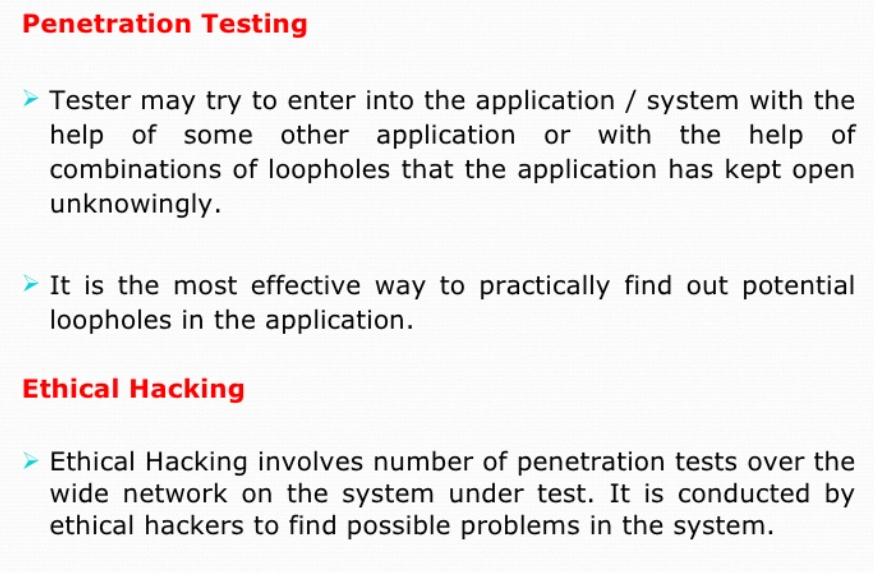 Penetration Testing
Tester may try to enter into the application / system with the
help of some other application or with the help of
combinations of loopholes that the application has kept open
unknowingly.
It is the most effective way to practically find out potential
loopholes in the application.
Ethical Hacking
Ethical Hacking involves number of penetration tests over the
wide network on the system under test. It is conducted by
ethical hackers to find possible problems in the system.